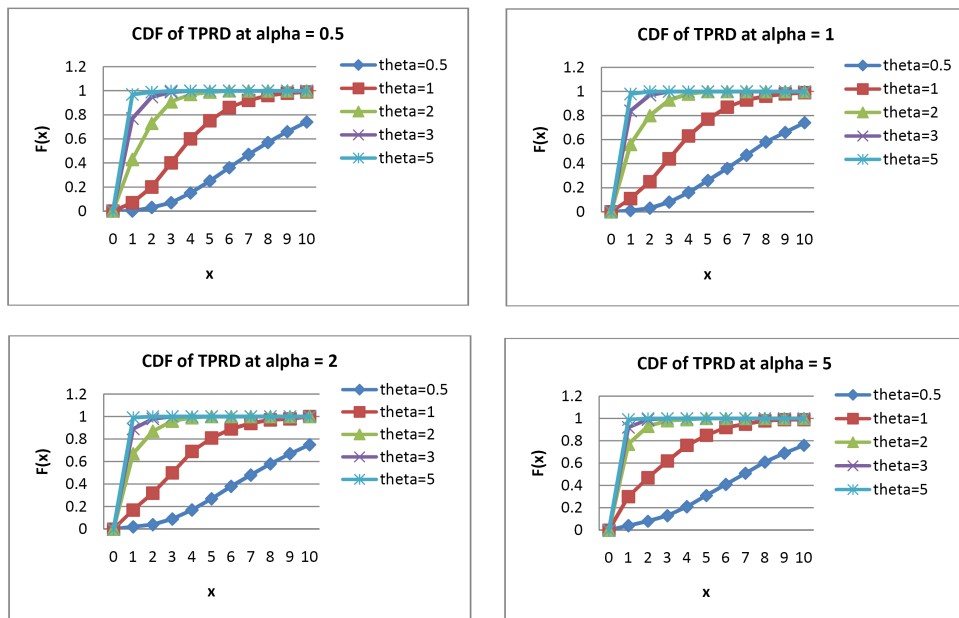 CDF of TPRD at alpha = 0.5
F(x)
1.2
1
0.8
0.6
0.4
0.2
0
0 1 2 3 4 5 6 7 8 9 10
x
theta=0.5
theta=1
theta=2
theta=3
theta=5
CDF of TPRD at alpha = 1
F(x)
1.2
1
0.8
0.6
0.4
0.2
0
0 1 2 3 4 5 6 7 8 9 10
x
theta=0.5
theta=1
theta=2
theta=3
theta=5
CDF of TPRD at alpha = 2
F(x)
1.2
1
0.8
0.6
0.4
0.2
0
0 1 2 3 4 5 6 7 8 9 10
x
theta=0.5
theta=1
theta=2
theta=3
theta=5
CDF of TPRD at alpha = 5
F(x)
1.2
1
0.8
0.6
0.4
0.2
0
0 1 2 3 4 5 6 7 8 9 10
x
theta=0.5
theta=1
theta=2
theta=3
theta=5